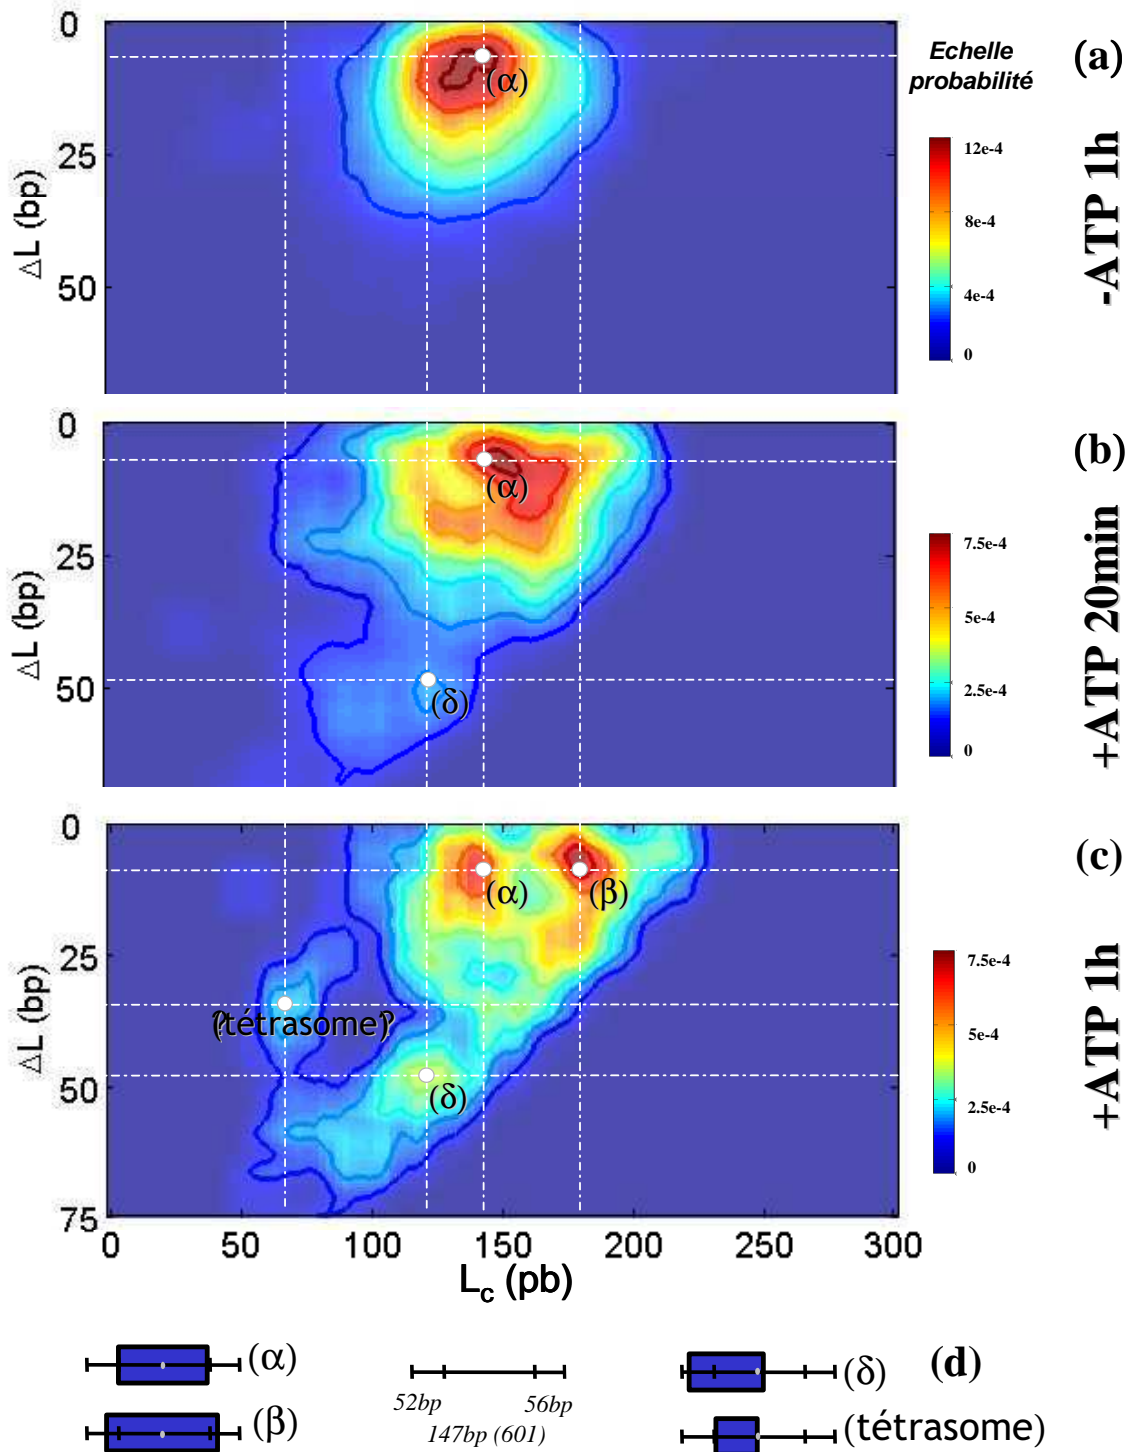 0
25
50
ΔL (bp)
(α)
Echelle
probabilité
12e-4
8e-4
4e-4
0
(a)
-ATP 1h
0
25
50
ΔL (bp)
(α)
(δ)
7.5e-4
5e-4
2.5e-4
0
(b)
+ATP 20min
0
25
50
75
ΔL (bp)
(α)
(β)
?(tétrasome)?
(δ)
7.5e-4
5e-4
2.5e-4
0
(c)
+ATP 1h
0 50 100 150 200 250 300
Lc (pb)
(α)
(β)
52bp 56bp
147bp (601)
(δ)
(tétrasome)
(d)